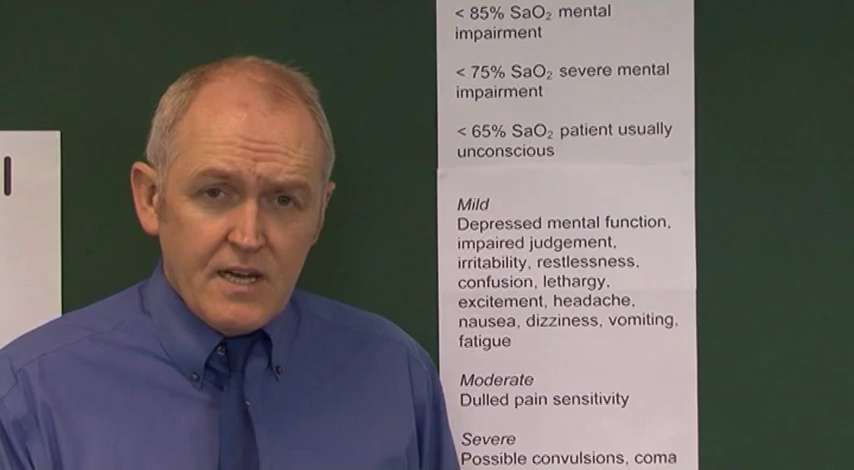 < 85% SaO₂ mental
impairment
< 75% SaO₂ severe mental
impairment
< 65% SaO₂ patient usually
unconscious
Mild
Depressed mental function,
impaired judgement,
irritability, restlessness,
confusion, lethargy,
excitement, headache,
nausea, dizziness, vomiting,
fatigue
Moderate
Dulled pain sensitivity
Severe
Possible convulsions, coma